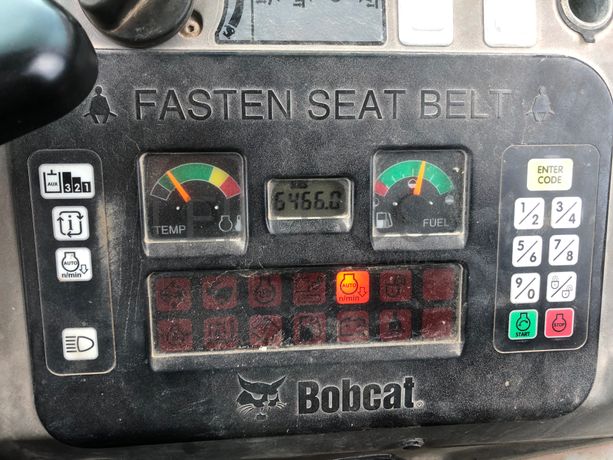 FASTEN SEAT BELT
AUX 3 2 1
ENTER CODE
6466.0
TEMP
FUEL
1/2 3/4
i
5/6 7/8
AUTO
n/min
AUTO
n/min
9/0
START STOP
Bobcat